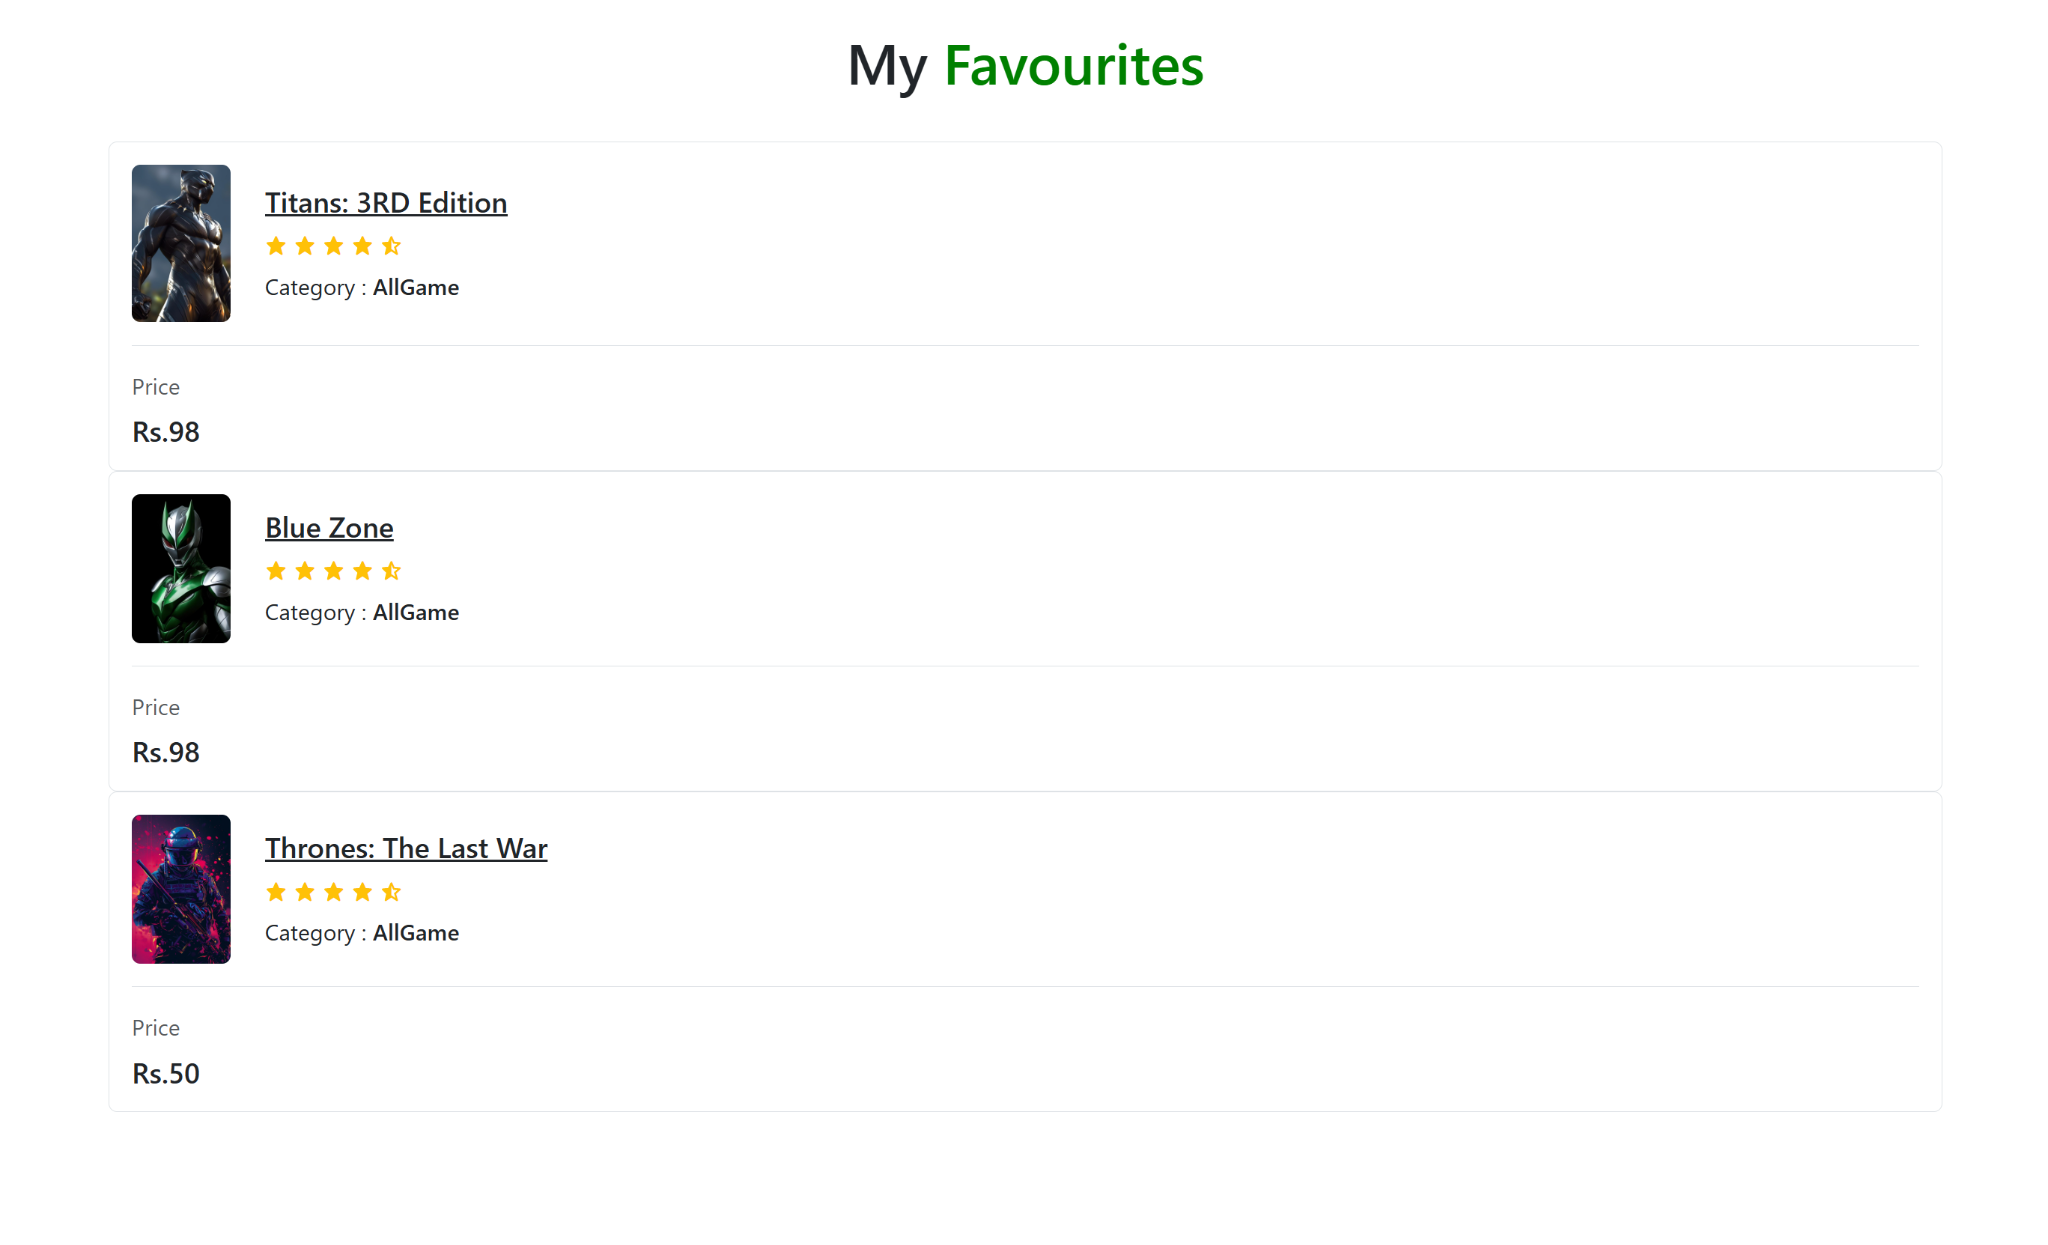 My Favourites
Titans: 3RD Edition
Category : AllGame
Price
Rs.98
Blue Zone
Category : AllGame
Price
Rs.98
Thrones: The Last War
Category : AllGame
Price
Rs.50